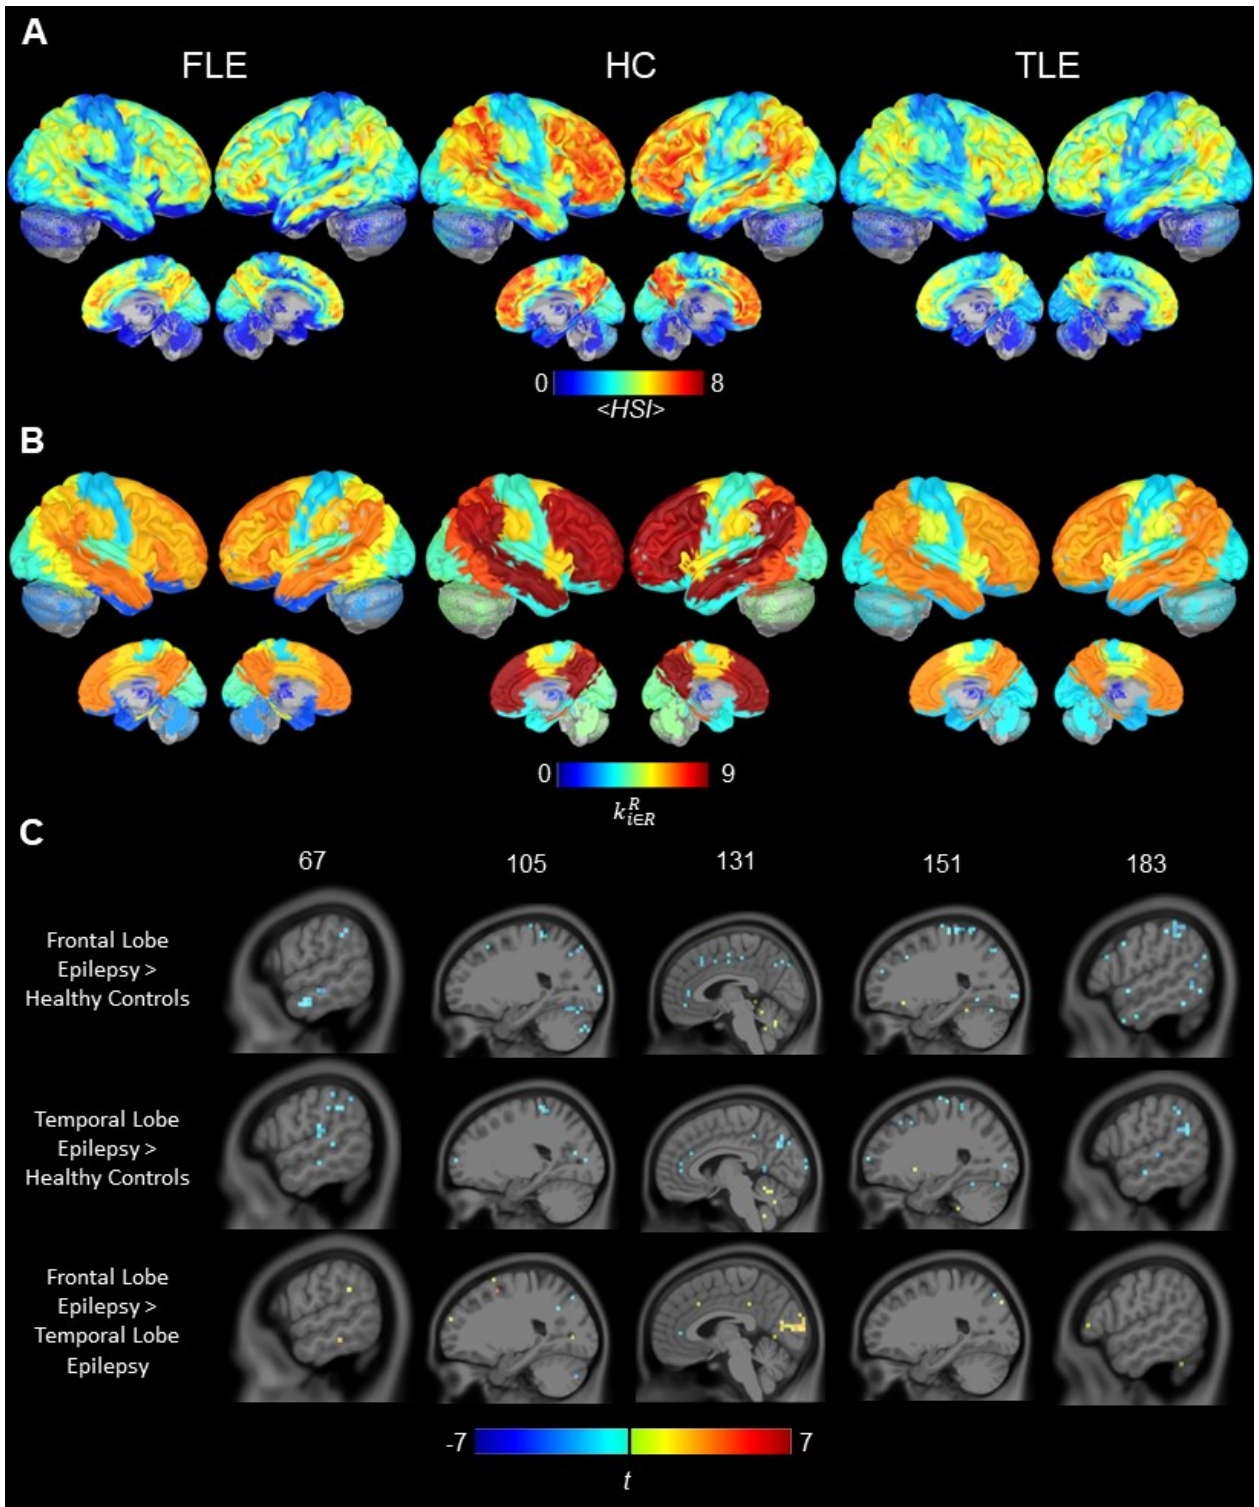 A
FLE HC TLE
0 8
<HSI>
B
0 9
k^R_{i∈R}
C
67 105 131 151 183
Frontal Lobe
Epilepsy >
Healthy Controls
Temporal Lobe
Epilepsy >
Healthy Controls
Frontal Lobe
Epilepsy >
Temporal Lobe
Epilepsy
-7 7
t